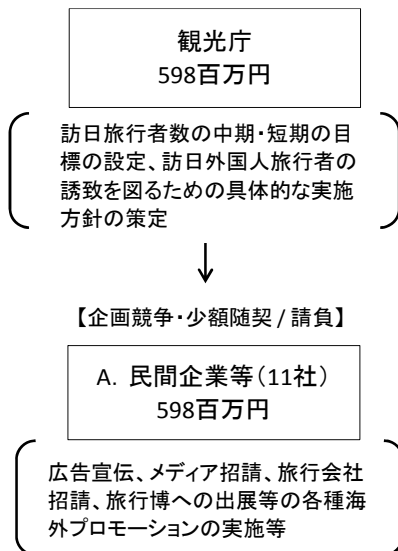 観光庁
598百万円
訪日旅行者数の中期・短期の目
標の設定、訪日外国人旅行者の
誘致を図るための具体的な実施
方針の策定
【企画競争・少額随契 / 請負】
A. 民間企業等(11社)
598百万円
広告宣伝、メディア招請、旅行会社
招請、旅行博への出展等の各種海
外プロモーションの実施等